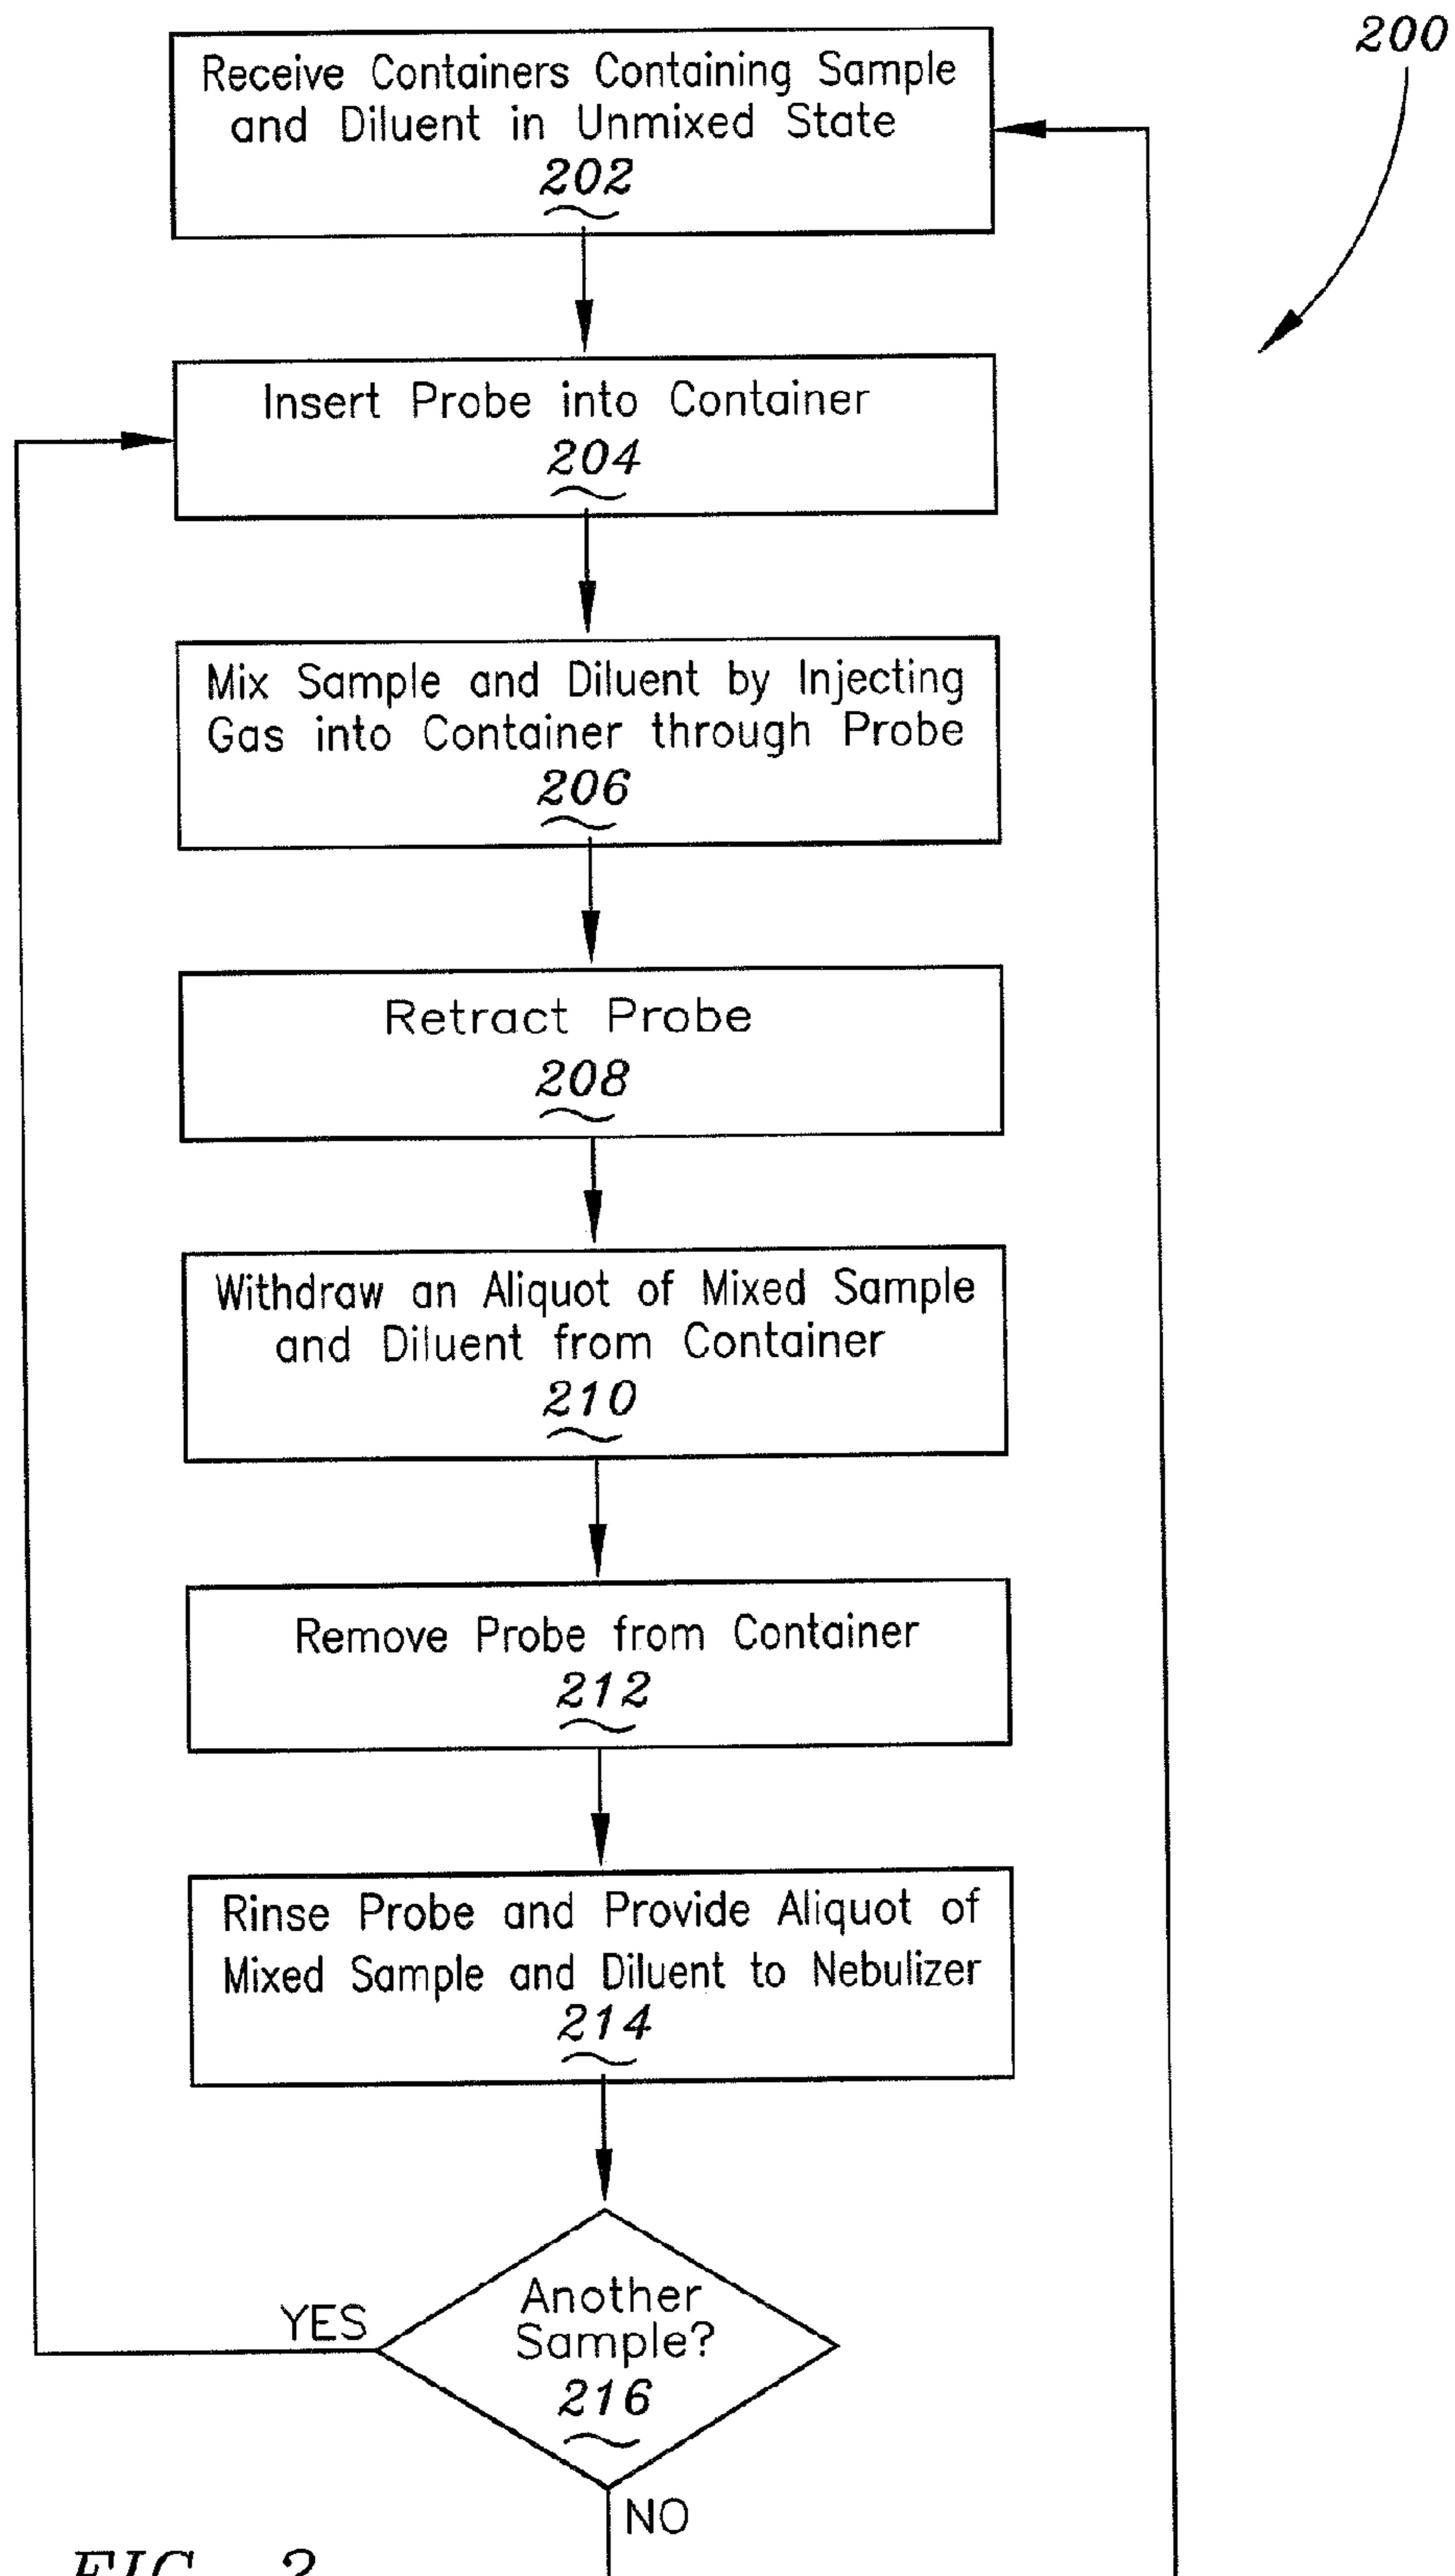 200
Receive Containers Containing Sample
and Diluent in Unmixed State
202
Insert Probe into Container
204
Mix Sample and Diluent by Injecting
Gas into Container through Probe
206
Retract Probe
208
Withdraw an Aliquot of Mixed Sample
and Diluent from Container
210
Remove Probe from Container
212
Rinse Probe and Provide Aliquot of
Mixed Sample and Diluent to Nebulizer
214
Another
Sample?
216
YES
NO
FIG. 2